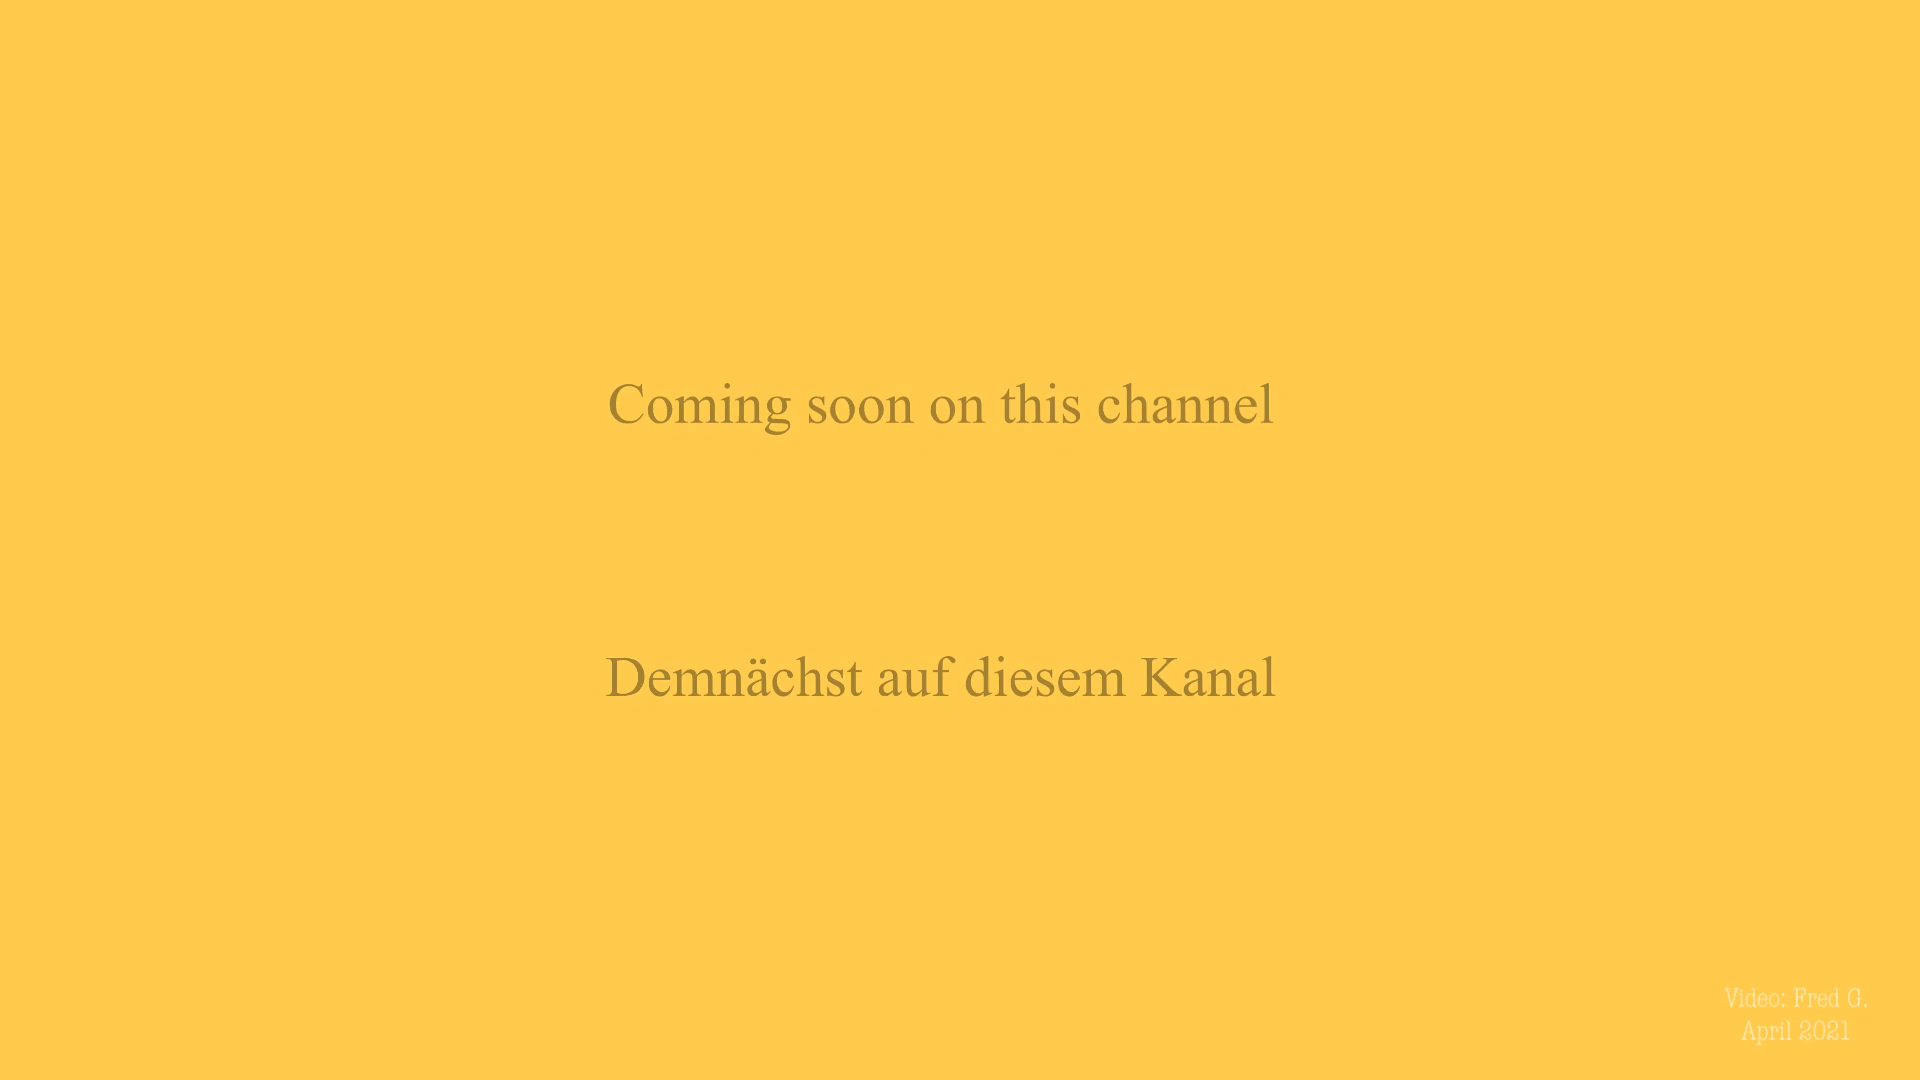 Coming soon on this channel
Demnächst auf diesem Kanal
Video: Fred G.
April 2021